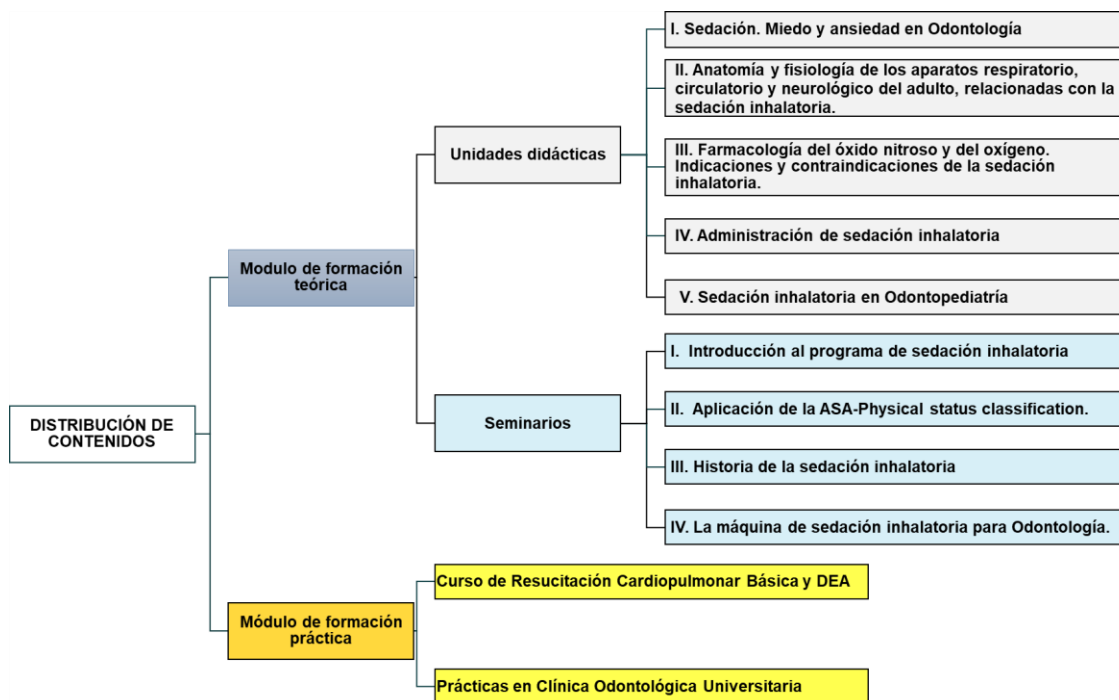 I. Sedación. Miedo y ansiedad en Odontología
II. Anatomía y fisiología de los aparatos respiratorio,
circulatorio y neurológico del adulto, relacionadas con la
sedación inhalatoria.
Unidades didácticas
III. Farmacología del óxido nitroso y del oxígeno.
Indicaciones y contraindicaciones de la sedación
inhalatoria.
IV. Administración de sedación inhalatoria
Modulo de formación
teórica
V. Sedación inhalatoria en Odontopediatría
I. Introducción al programa de sedación inhalatoria
DISTRIBUCIÓN DE
CONTENIDOS
Seminarios
II. Aplicación de la ASA-Physical status classification.
III. Historia de la sedación inhalatoria
IV. La máquina de sedación inhalatoria para Odontología.
Curso de Resucitación Cardiopulmonar Básica y DEA
Módulo de formación
práctica
Prácticas en Clínica Odontológica Universitaria